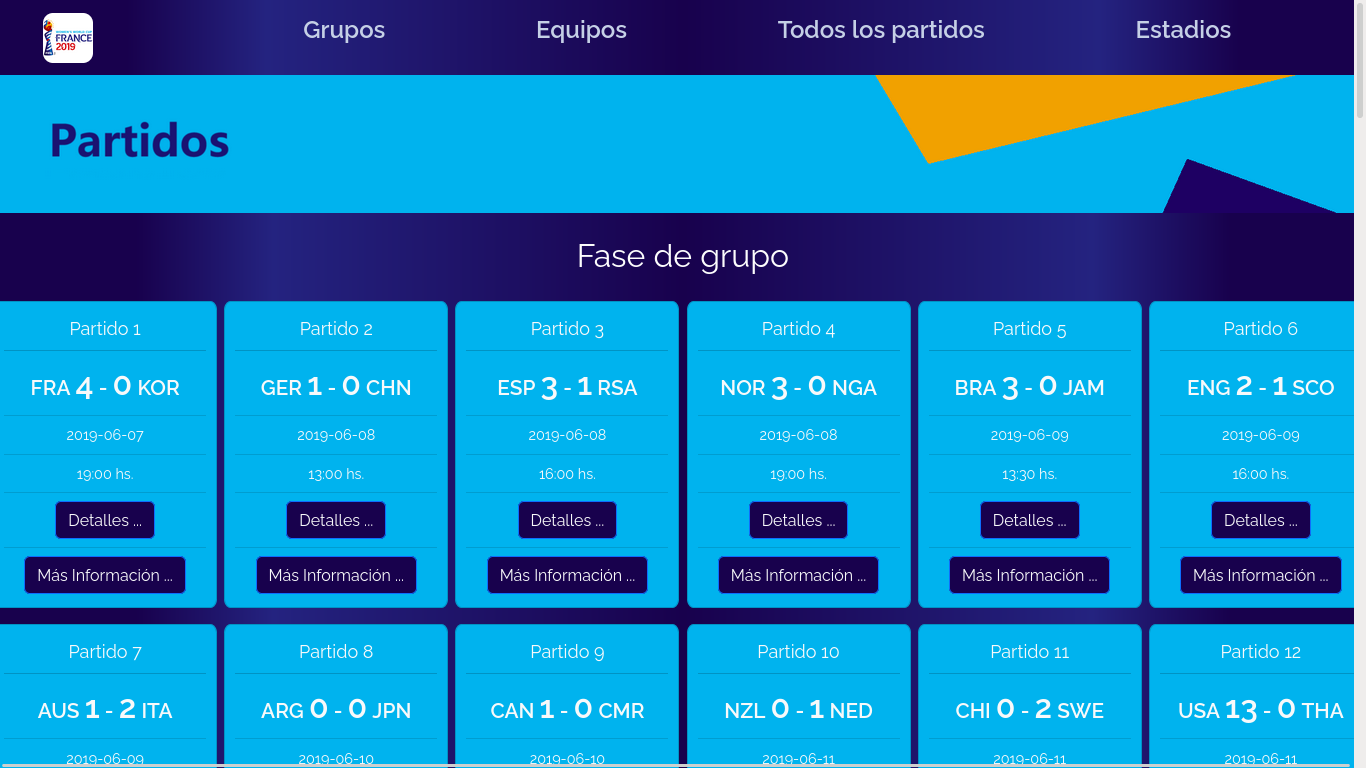 WOMEN'S WORLD CUP
FRANCE
2019
Grupos
Equipos
Todos los partidos
Estadios
Partidos
Fase de grupo
Partido 1
FRA 4 - 0 KOR
2019-06-07
19:00 hs.
Detalles ...
Más Información ...
Partido 2
GER 1 - 0 CHN
2019-06-08
13:00 hs.
Detalles ...
Más Información ...
Partido 3
ESP 3 - 1 RSA
2019-06-08
16:00 hs.
Detalles ...
Más Información ...
Partido 4
NOR 3 - 0 NGA
2019-06-08
19:00 hs.
Detalles ...
Más Información ...
Partido 5
BRA 3 - 0 JAM
2019-06-09
13:30 hs.
Detalles ...
Más Información ...
Partido 6
ENG 2 - 1 SCO
2019-06-09
16:00 hs.
Detalles ...
Más Información ...
Partido 7
AUS 1 - 2 ITA
2019-06-09
Partido 8
ARG 0 - 0 JPN
2019-06-10
Partido 9
CAN 1 - 0 CMR
2019-06-10
Partido 10
NZL 0 - 1 NED
2019-06-11
Partido 11
CHI 0 - 2 SWE
2019-06-11
Partido 12
USA 13 - 0 THA
2019-06-11